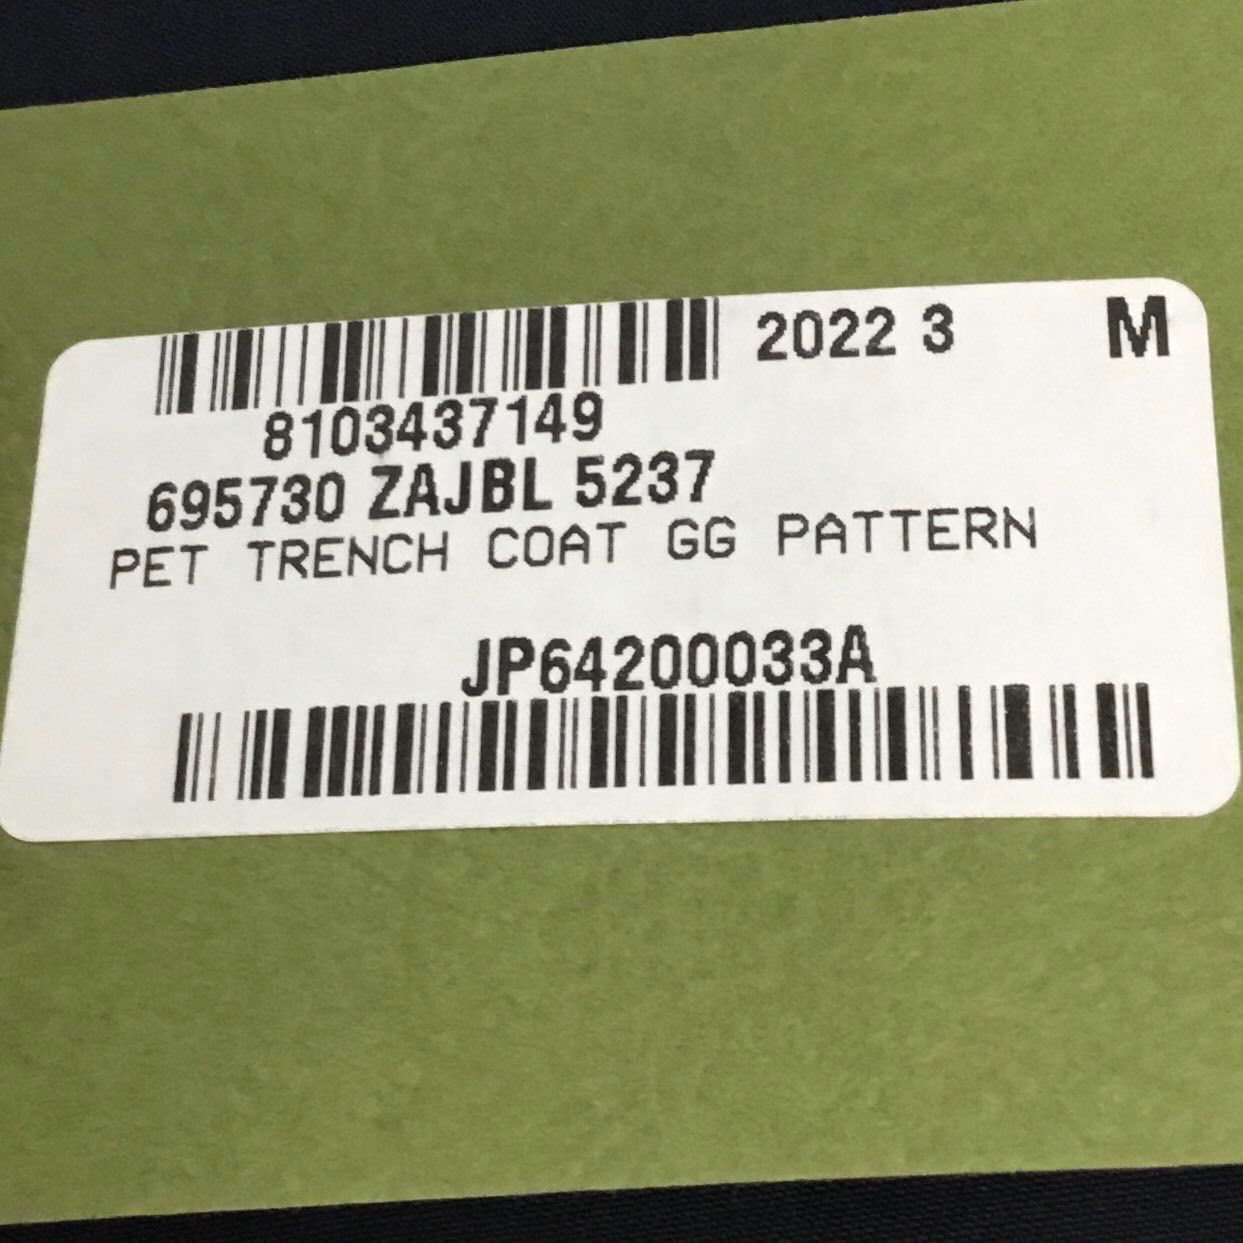 2022 3 M
8103437149
695730 ZAJBL 5237
PET TRENCH COAT GG PATTERN
JP64200033A